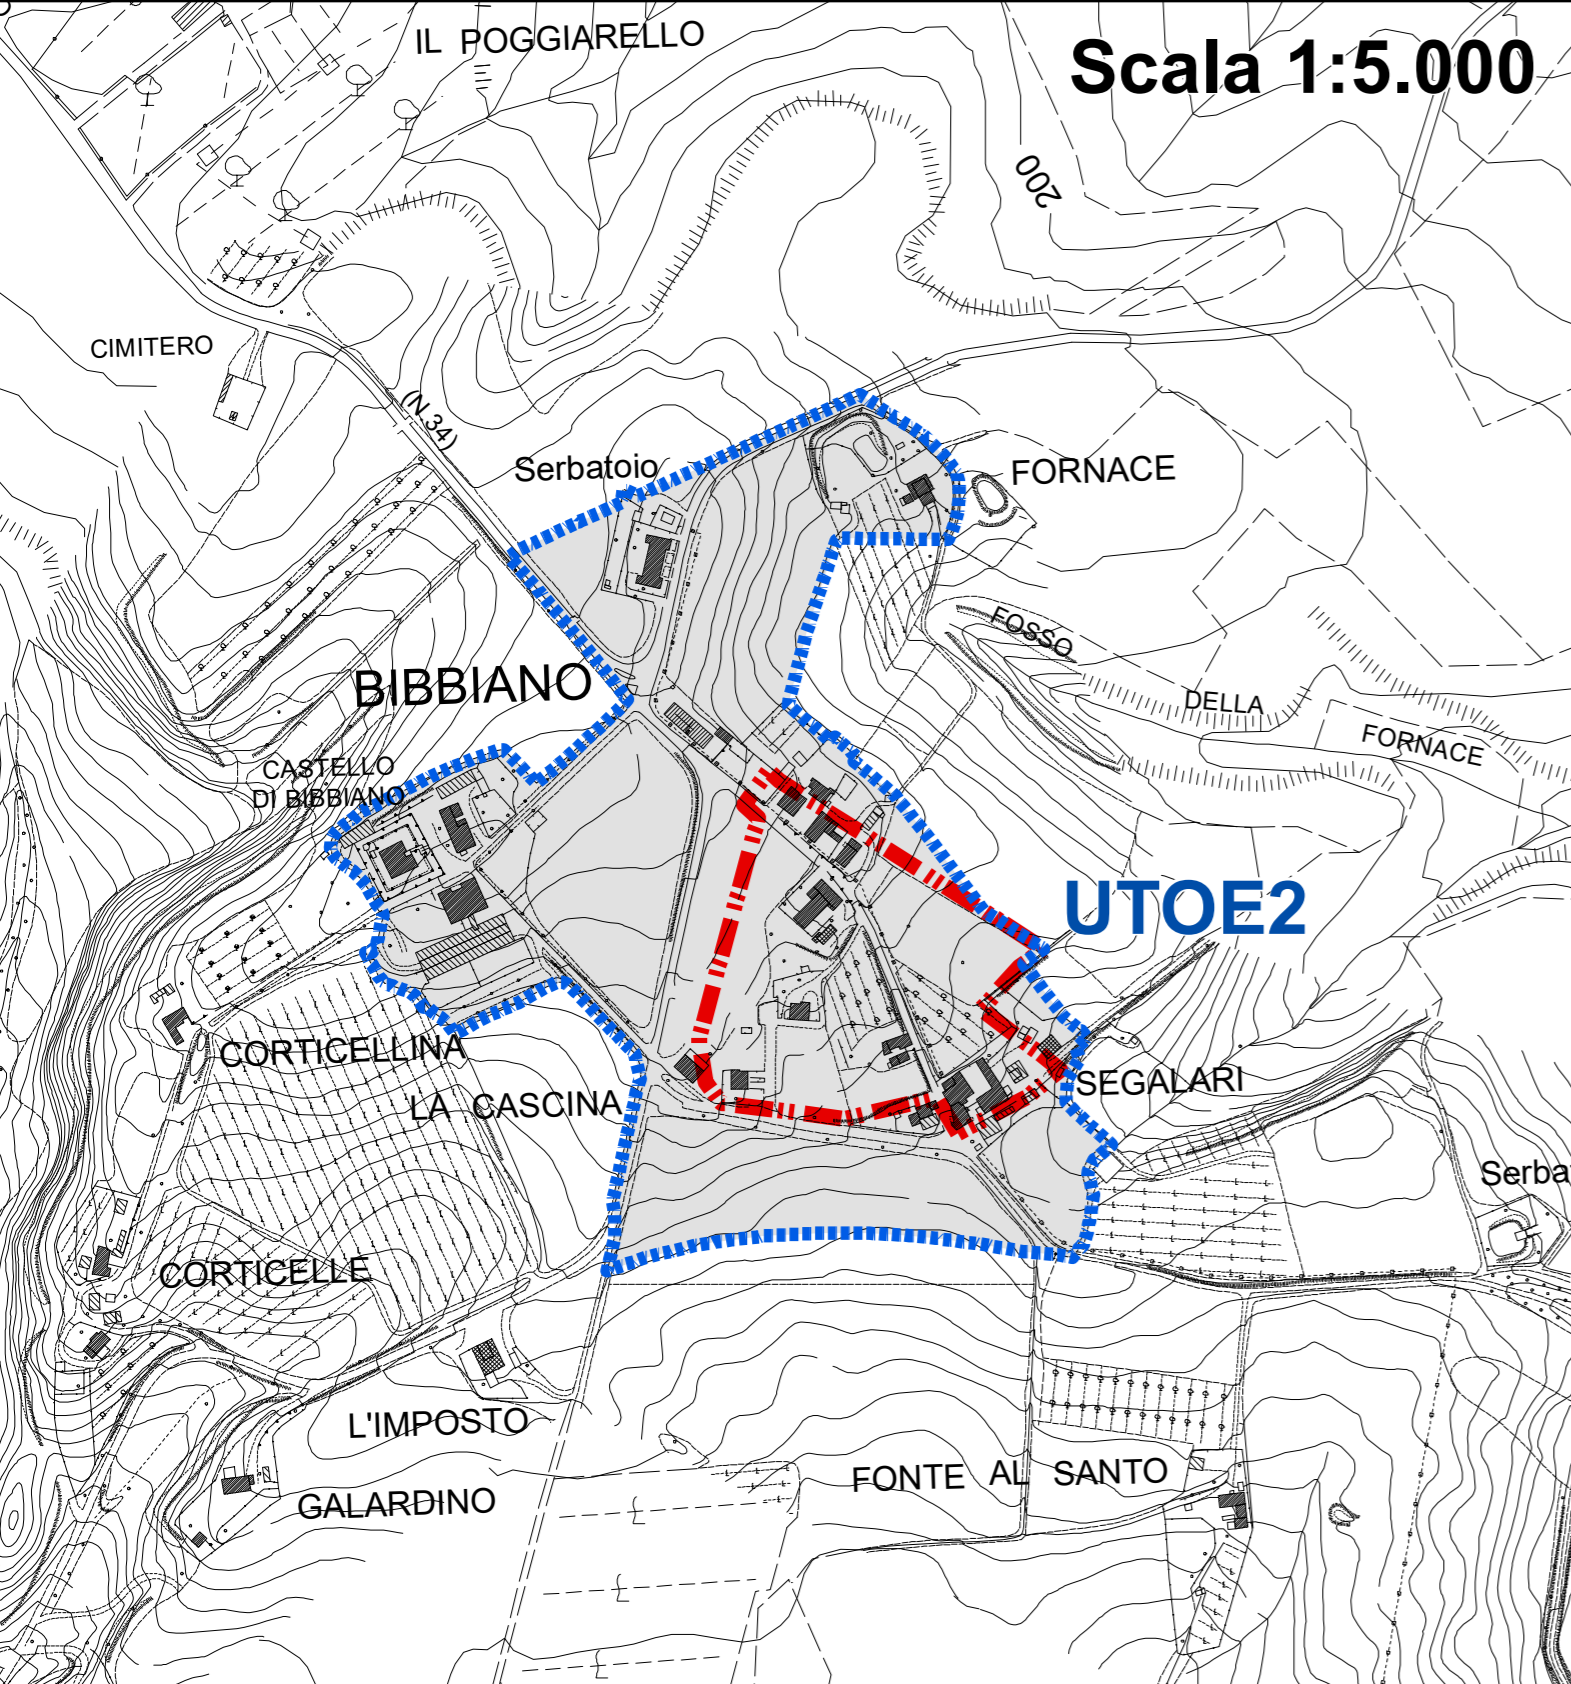 IL POGGIARELLO
Scala 1:5.000
200
CIMITERO
(N.34)
Serbatoio
FORNACE
FOSSO
DELLA
FORNACE
BIBBIANO
CASTELLO
DI BIBBIANO
UTOE2
CORTICELLINA
LA CASCINA
SEGALARI
Serba
CORTICELLE
L'IMPOSTO
FONTE AL SANTO
GALARDINO